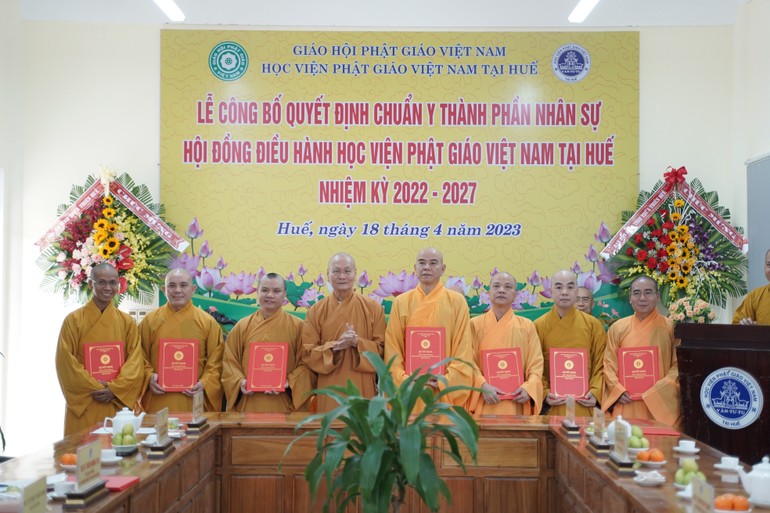 GIÁO HỘI PHẬT GIÁO VIỆT NAM
HỌC VIỆN PHẬT GIÁO VIỆT NAM TẠI HUẾ
LỄ CÔNG BỐ QUYẾT ĐỊNH CHUẨN Y THÀNH PHẦN NHÂN SỰ
HỘI ĐỒNG ĐIỀU HÀNH HỌC VIỆN PHẬT GIÁO VIỆT NAM TẠI HUẾ
NHIỆM KỲ 2022 - 2027
Huế, ngày 18 tháng 4 năm 2023